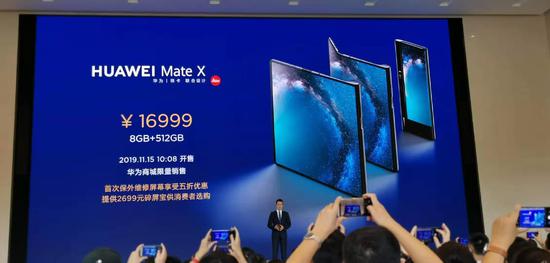 HUAWEI Mate X
华为 | 徕卡 联合设计
Leica
¥ 16999
8GB+512GB
2019.11.15 10:08 开售
华为商城限量销售
首次保外维修屏幕享受五折优惠
提供2699元碎屏宝供消费者选购